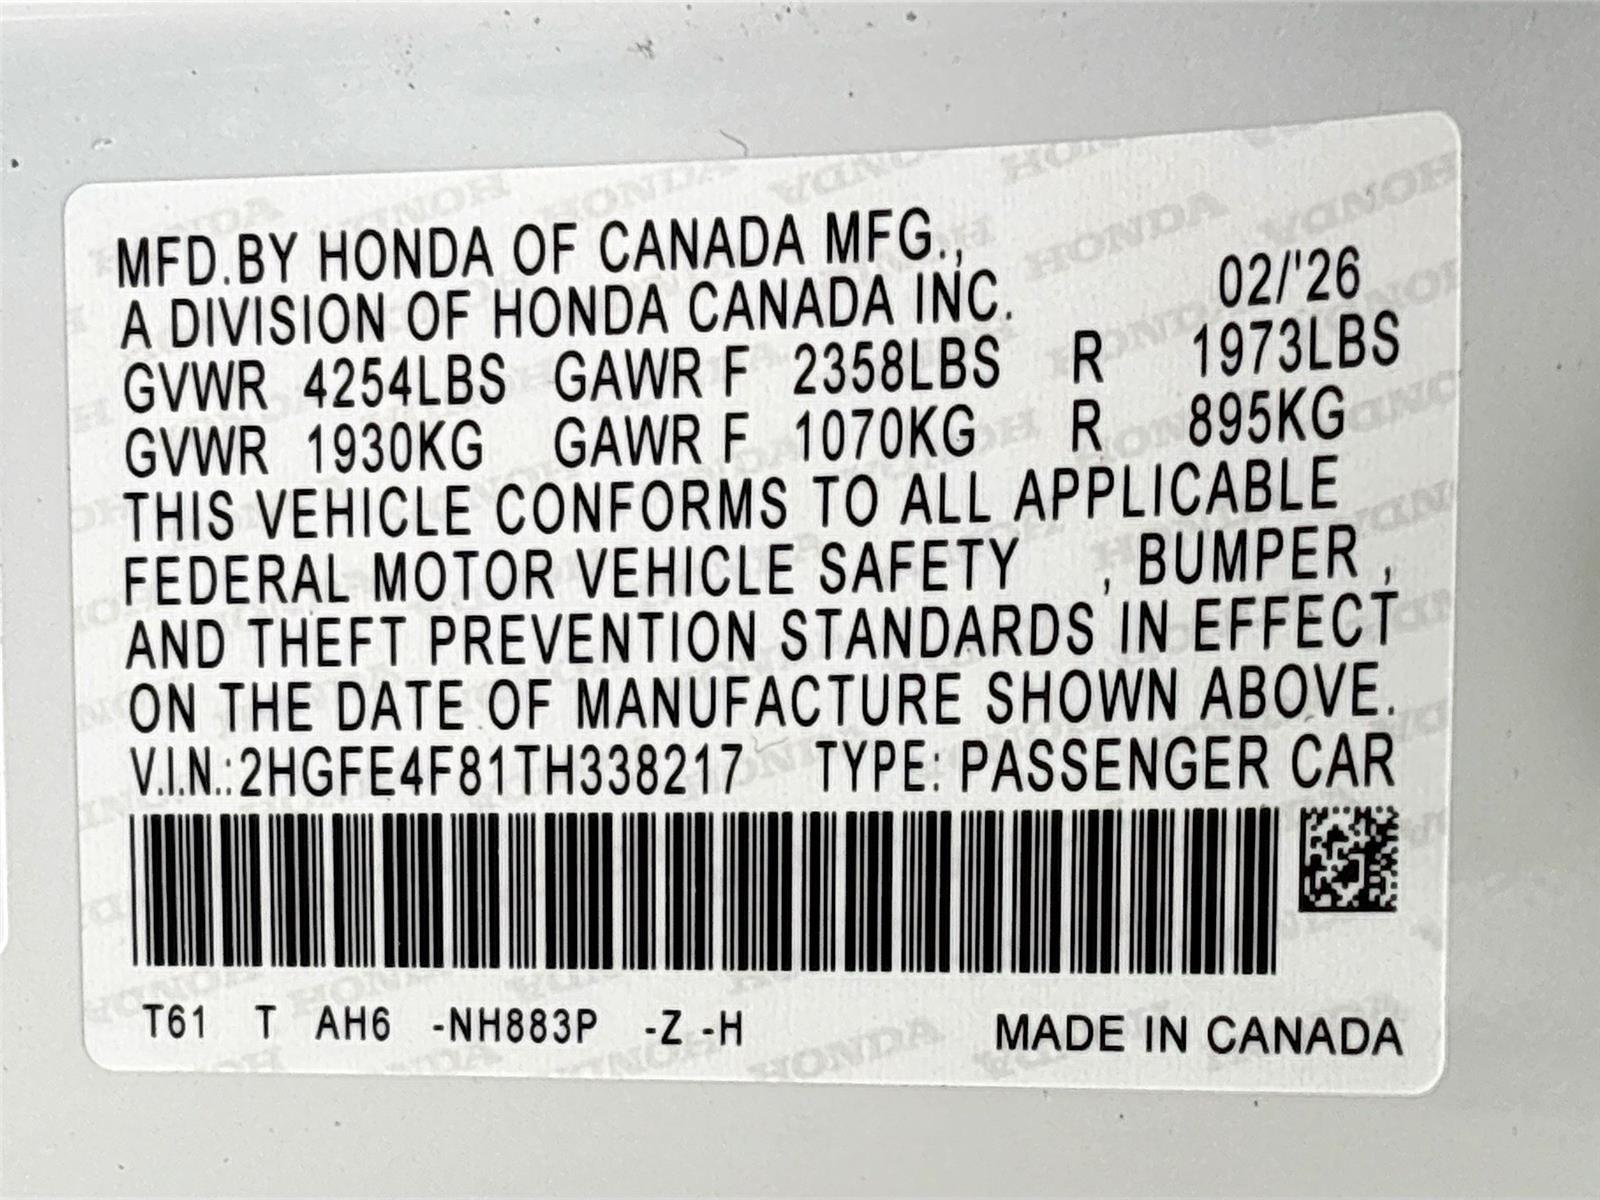 MFD.BY HONDA OF CANADA MFG.,
A DIVISION OF HONDA CANADA INC. 02/'26
GVWR 4254LBS GAWR F 2358LBS R 1973LBS
GVWR 1930KG GAWR F 1070KG R 895KG
THIS VEHICLE CONFORMS TO ALL APPLICABLE
FEDERAL MOTOR VEHICLE SAFETY , BUMPER ,
AND THEFT PREVENTION STANDARDS IN EFFECT
ON THE DATE OF MANUFACTURE SHOWN ABOVE.
V.I.N.:2HGFE4F81TH338217 TYPE: PASSENGER CAR
T61 T AH6 -NH883P -Z -H MADE IN CANADA